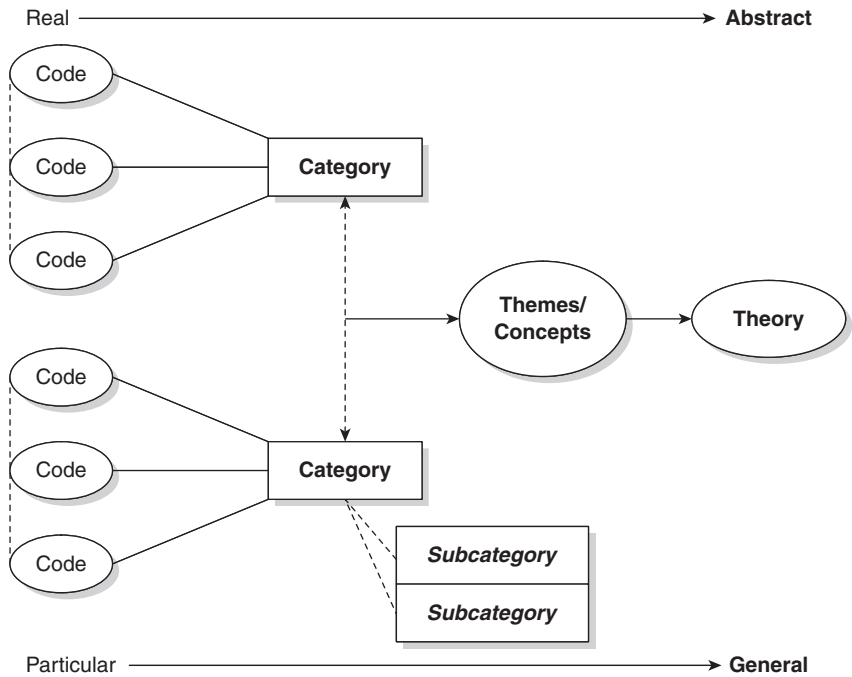 Real
Abstract
Code
Code
Category
Code
Themes/
Concepts
Theory
Code
Code
Category
Code
Subcategory
Subcategory
Particular
General